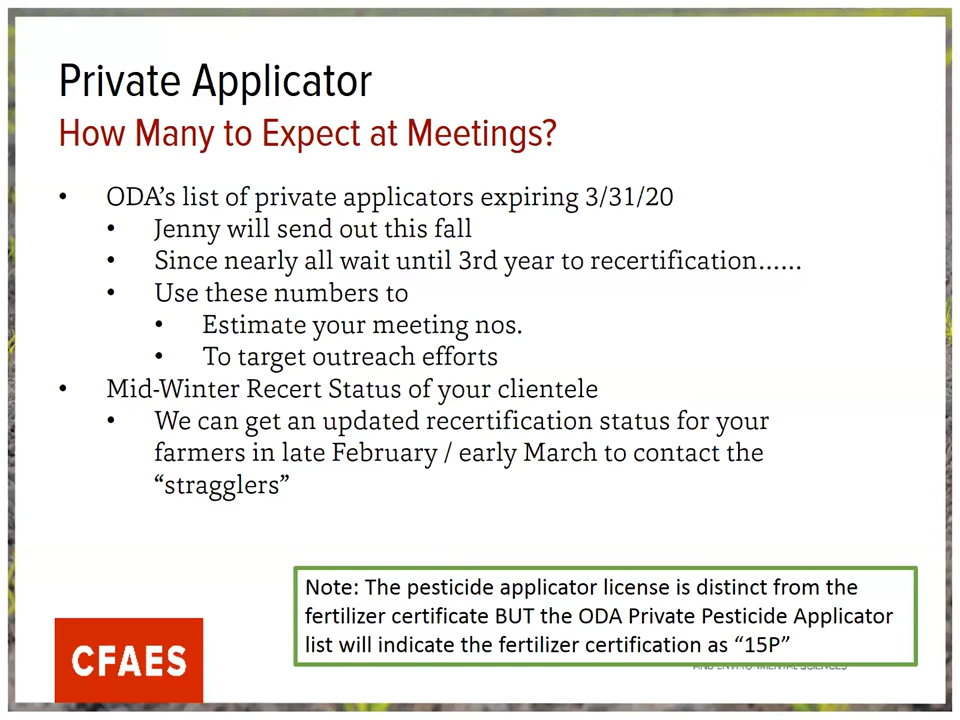 Private Applicator
How Many to Expect at Meetings?
• ODA's list of private applicators expiring 3/31/20
• Jenny will send out this fall
• Since nearly all wait until 3rd year to recertification......
• Use these numbers to
• Estimate your meeting nos.
• To target outreach efforts
• Mid-Winter Recert Status of your clientele
• We can get an updated recertification status for your
farmers in late February / early March to contact the
“stragglers”
Note: The pesticide applicator license is distinct from the
fertilizer certificate BUT the ODA Private Pesticide Applicator
list will indicate the fertilizer certification as “15P”
CFAES
AND ENVIRONMENTAL SCIENCES